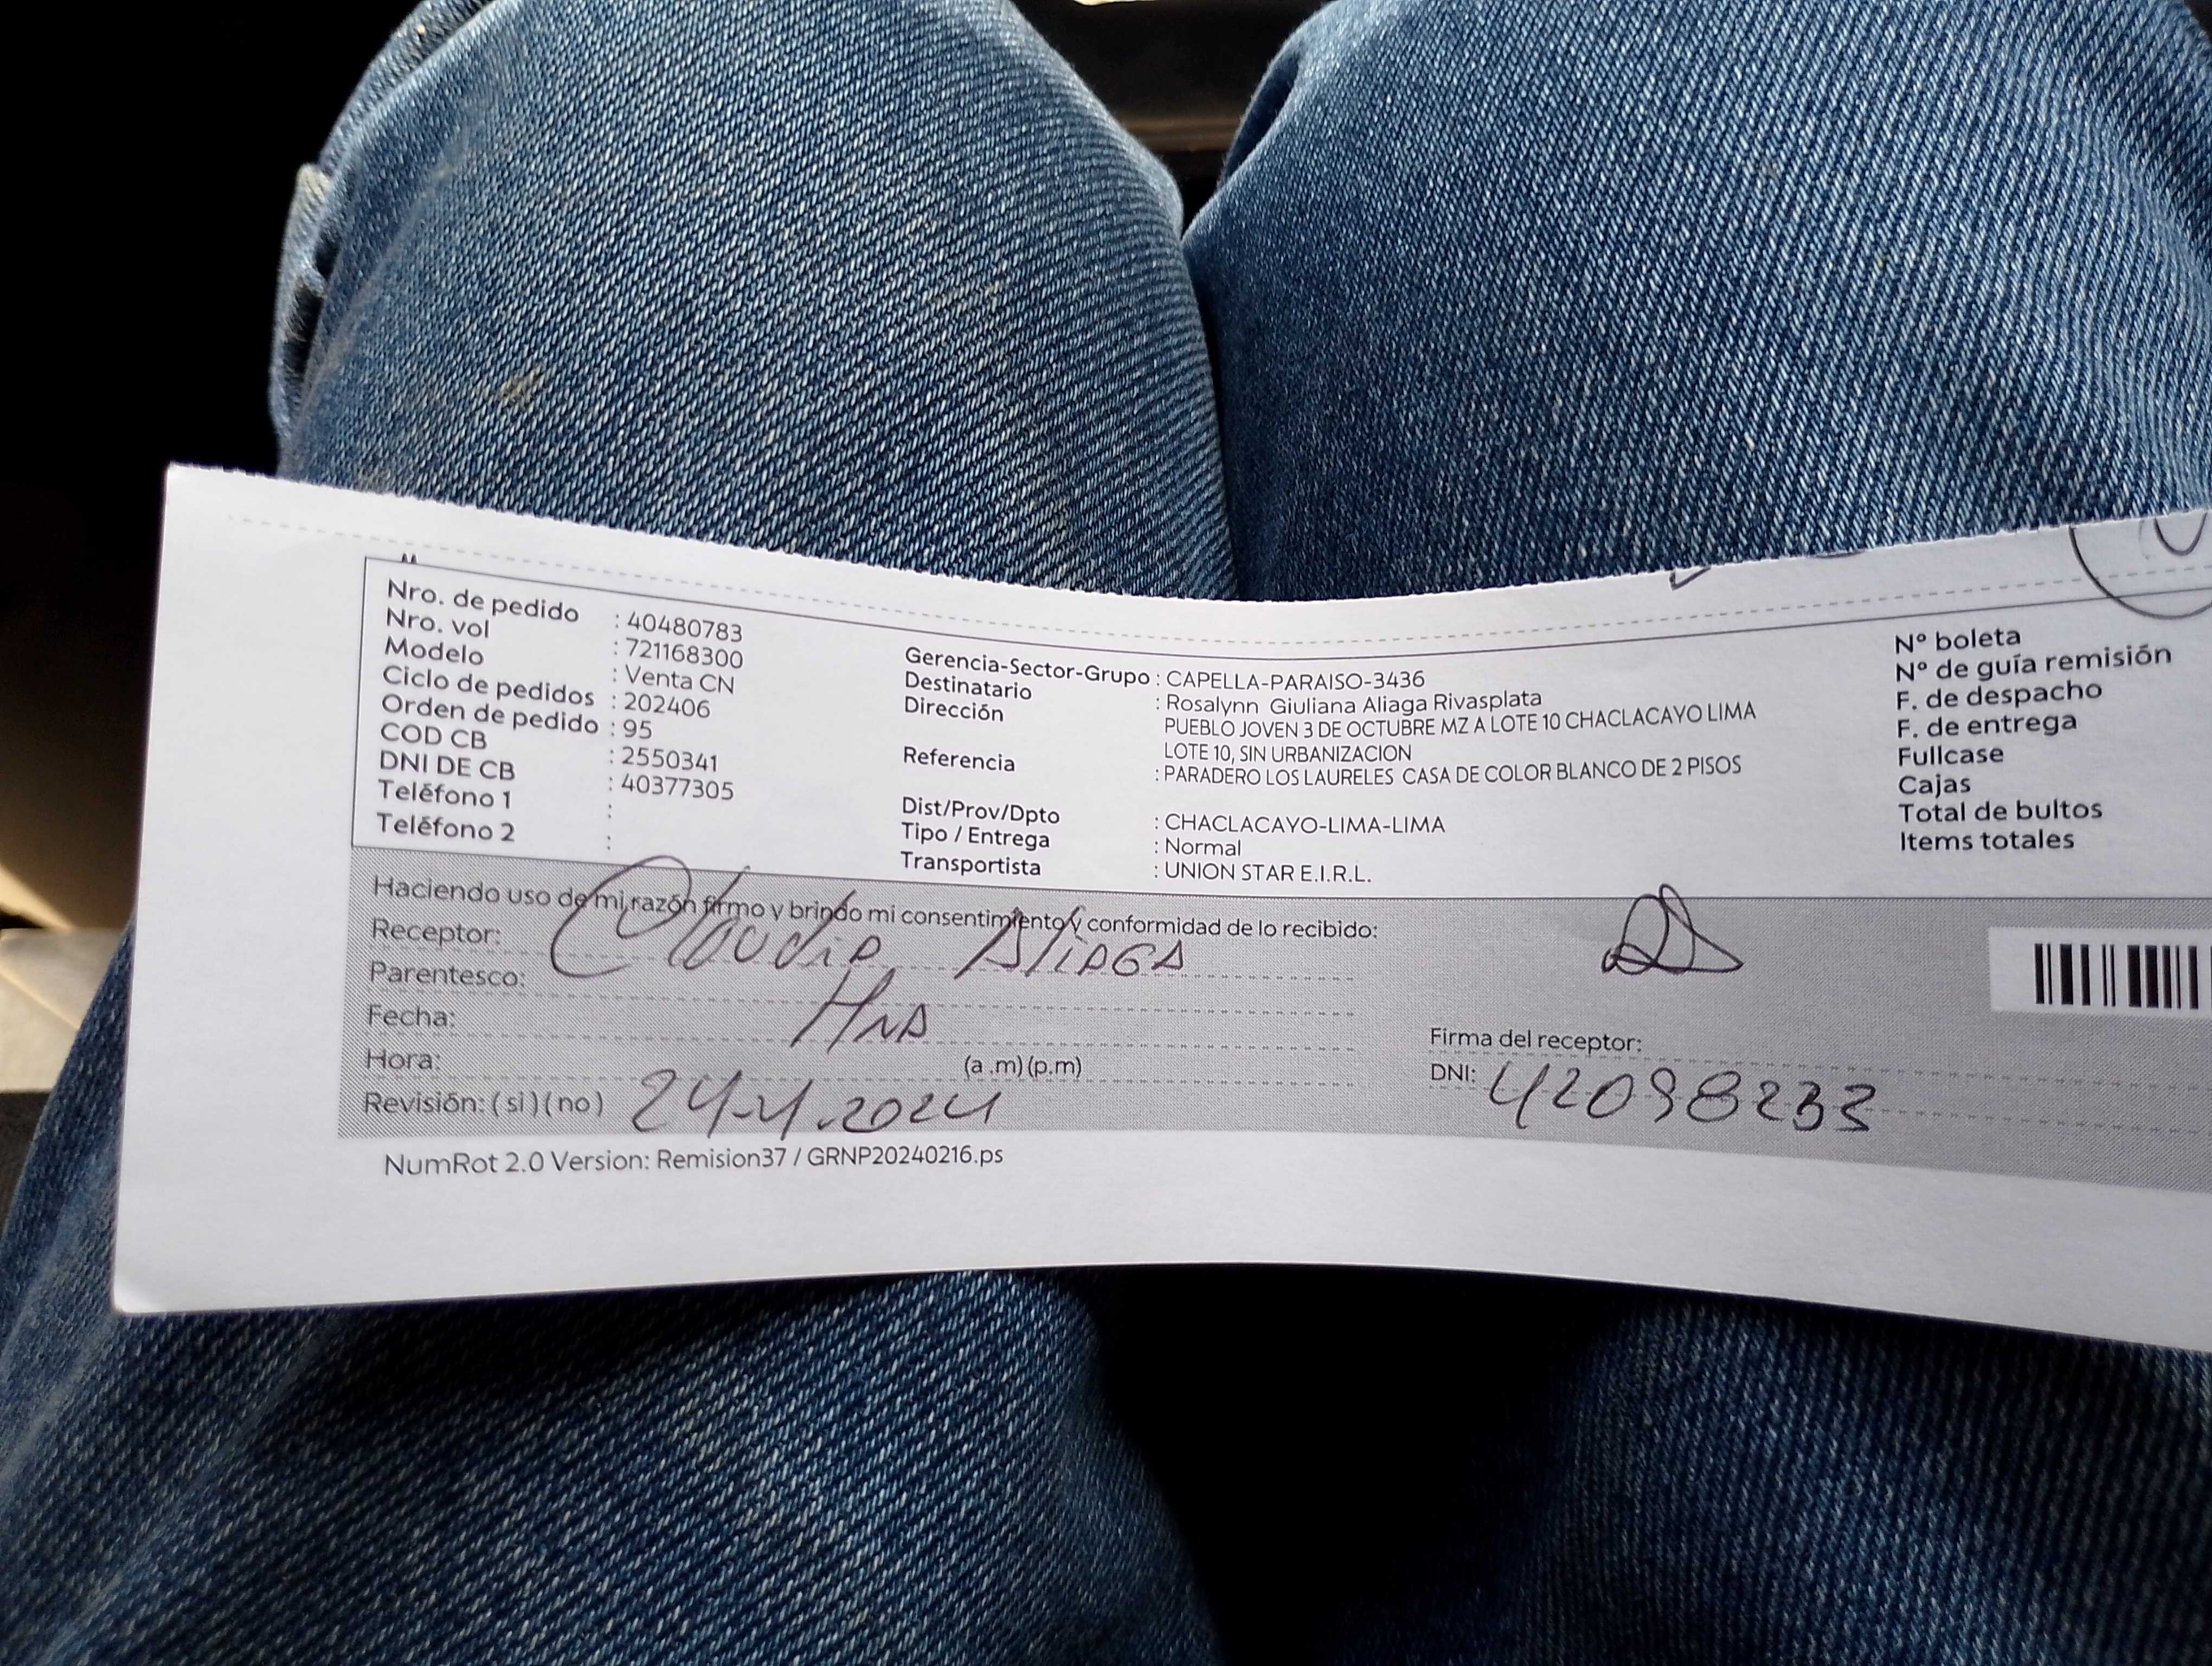 Nro. de pedido : 40480783
Nro. vol : 721168300
Modelo : Venta CN
Ciclo de pedidos : 202406
Orden de pedido : 95
COD CB : 2550341
DNI DE CB : 40377305
Teléfono 1 :
Teléfono 2 :
Gerencia-Sector-Grupo : CAPELLA-PARAISO-3436
Destinatario : Rosalynn Giuliana Aliaga Rivasplata
Dirección PUEBLO JOVEN 3 DE OCTUBRE MZ A LOTE 10 CHACLACAYO LIMA
LOTE 10, SIN URBANIZACION
Referencia : PARADERO LOS LAURELES CASA DE COLOR BLANCO DE 2 PISOS
Dist/Prov/Dpto : CHACLACAYO-LIMA-LIMA
Tipo / Entrega : Normal
Transportista : UNION STAR E.I.R.L.
Nº boleta
Nº de guía remisión
F. de despacho
F. de entrega
Fullcase
Cajas
Total de bultos
Items totales
Haciendo uso de mi razón firmo y brindo mi consentimiento y conformidad de lo recibido:
Receptor: Claudia Aliaga
Parentesco: Hna
Fecha:
Hora: (a .m) (p.m)
Revisión: ( si ) ( no ) 24-4.2024
Firma del receptor:
DNI: 42098233
NumRot 2.0 Version: Remision37 / GRNP20240216.ps